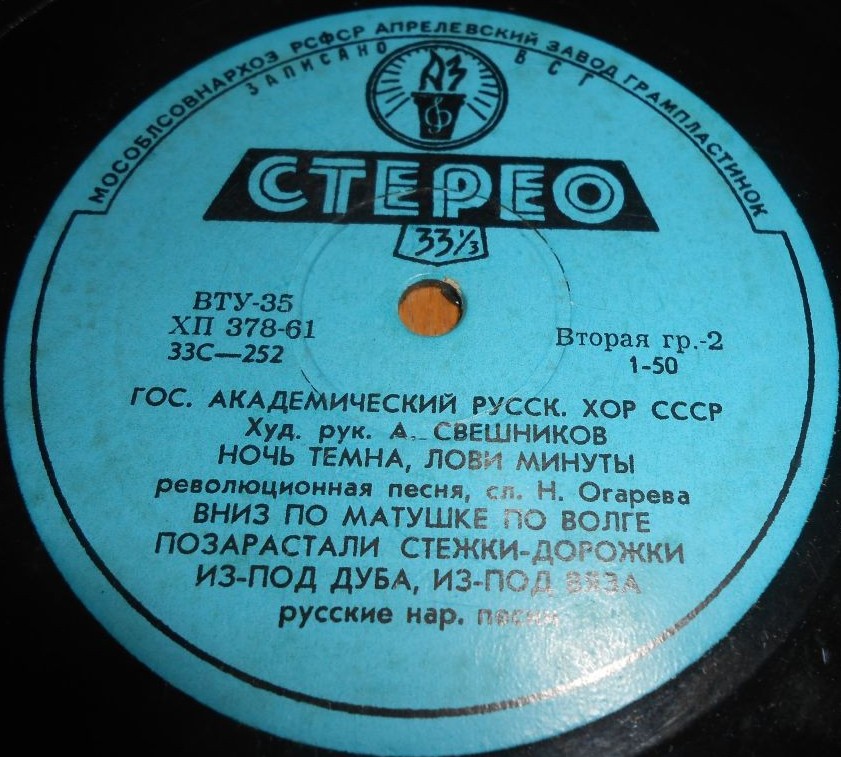 МОСОБЛСОВНАРХОЗ РСФСР АПРЕЛЕВСКИЙ ЗАВОД ГРАМПЛАСТИНОК
ЗАПИСАНО ВСГ
АЗ
СТЕРЕО
33⅓
ВТУ-35
ХП 378-61
33С—252
Вторая гр.-2
1-50
ГОС. АКАДЕМИЧЕСКИЙ РУССК. ХОР СССР
Худ. рук. А. СВЕШНИКОВ
НОЧЬ ТЕМНА, ЛОВИ МИНУТЫ
революционная песня, сл. Н. Огарева
ВНИЗ ПО МАТУШКЕ ПО ВОЛГЕ
ПОЗАРАСТАЛИ СТЕЖКИ-ДОРОЖКИ
ИЗ-ПОД ДУБА, ИЗ-ПОД ВЯЗА
русские нар. песни